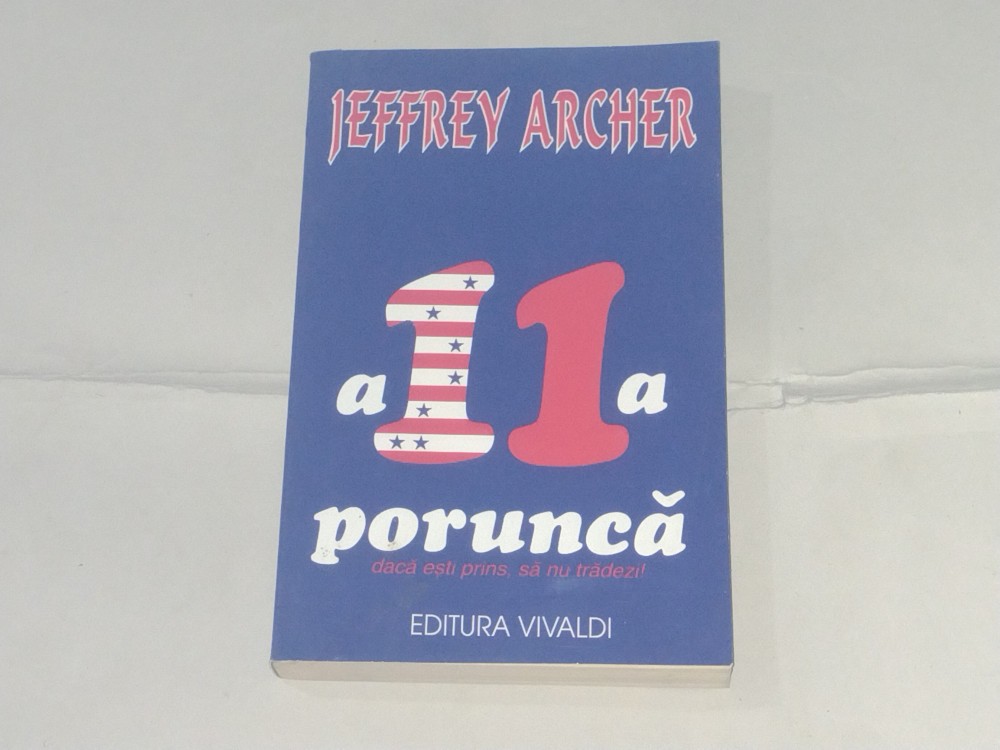 JEFFREY ARCHER
a 11 a
poruncă
dacă ești prins, să nu trădezi!
EDITURA VIVALDI